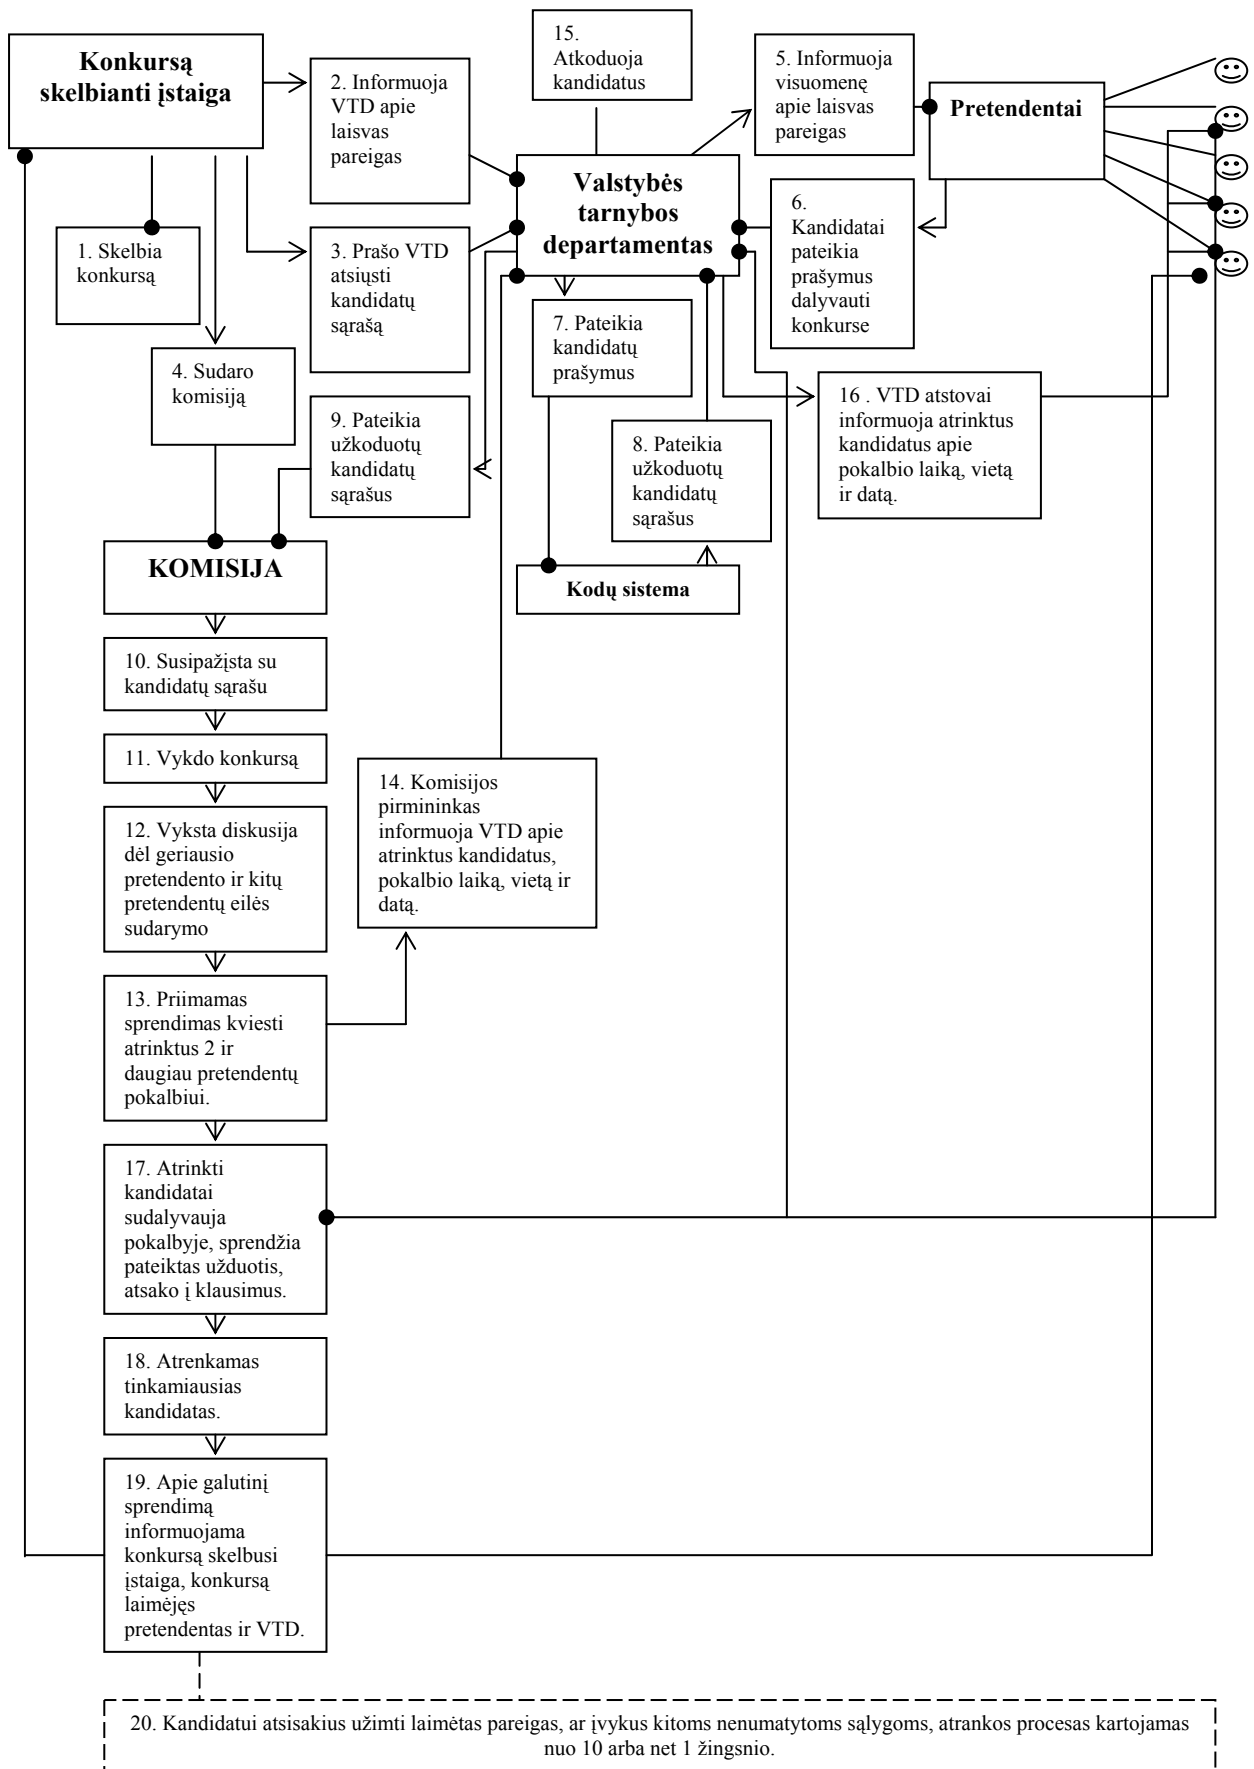 Konkursą
skelbianti įstaiga
15.
Atkoduoja
kandidatus
2. Informuoja
VTD apie
laisvas
pareigas
5. Informuoja
visuomenę
apie laisvas
pareigas
Pretendentai
Valstybės
tarnybos
departamentas
1. Skelbia
konkursą
3. Prašo VTD
atsiųsti
kandidatų
sąrašą
6.
Kandidatai
pateikia
prašymus
dalyvauti
konkurse
4. Sudaro
komisiją
7. Pateikia
kandidatų
prašymus
9. Pateikia
užkoduotų
kandidatų
sąrašus
8. Pateikia
užkoduotų
kandidatų
sąrašus
16 . VTD atstovai
informuoja atrinktus
kandidatus apie
pokalbio laiką, vietą
ir datą.
KOMISIJA
Kodų sistema
10. Susipažįsta su
kandidatų sąrašu
11. Vykdo konkursą
12. Vyksta diskusija
dėl geriausio
pretendento ir kitų
pretendentų eilės
sudarymo
14. Komisijos
pirmininkas
informuoja VTD apie
atrinktus kandidatus,
pokalbio laiką, vietą ir
datą.
13. Priimamas
sprendimas kviesti
atrinktus 2 ir
daugiau pretendentų
pokalbiui.
17. Atrinkti
kandidatai
sudalyvauja
pokalbyje, sprendžia
pateiktas užduotis,
atsako į klausimus.
18. Atrenkamas
tinkamiausias
kandidatas.
19. Apie galutinį
sprendimą
informuojama
konkursą skelbusi
įstaiga, konkursą
laimėjęs
pretendentas ir VTD.
20. Kandidatui atsisakius užimti laimėtas pareigas, ar įvykus kitoms nenumatytoms sąlygoms, atrankos procesas kartojamas
nuo 10 arba net 1 žingsnio.